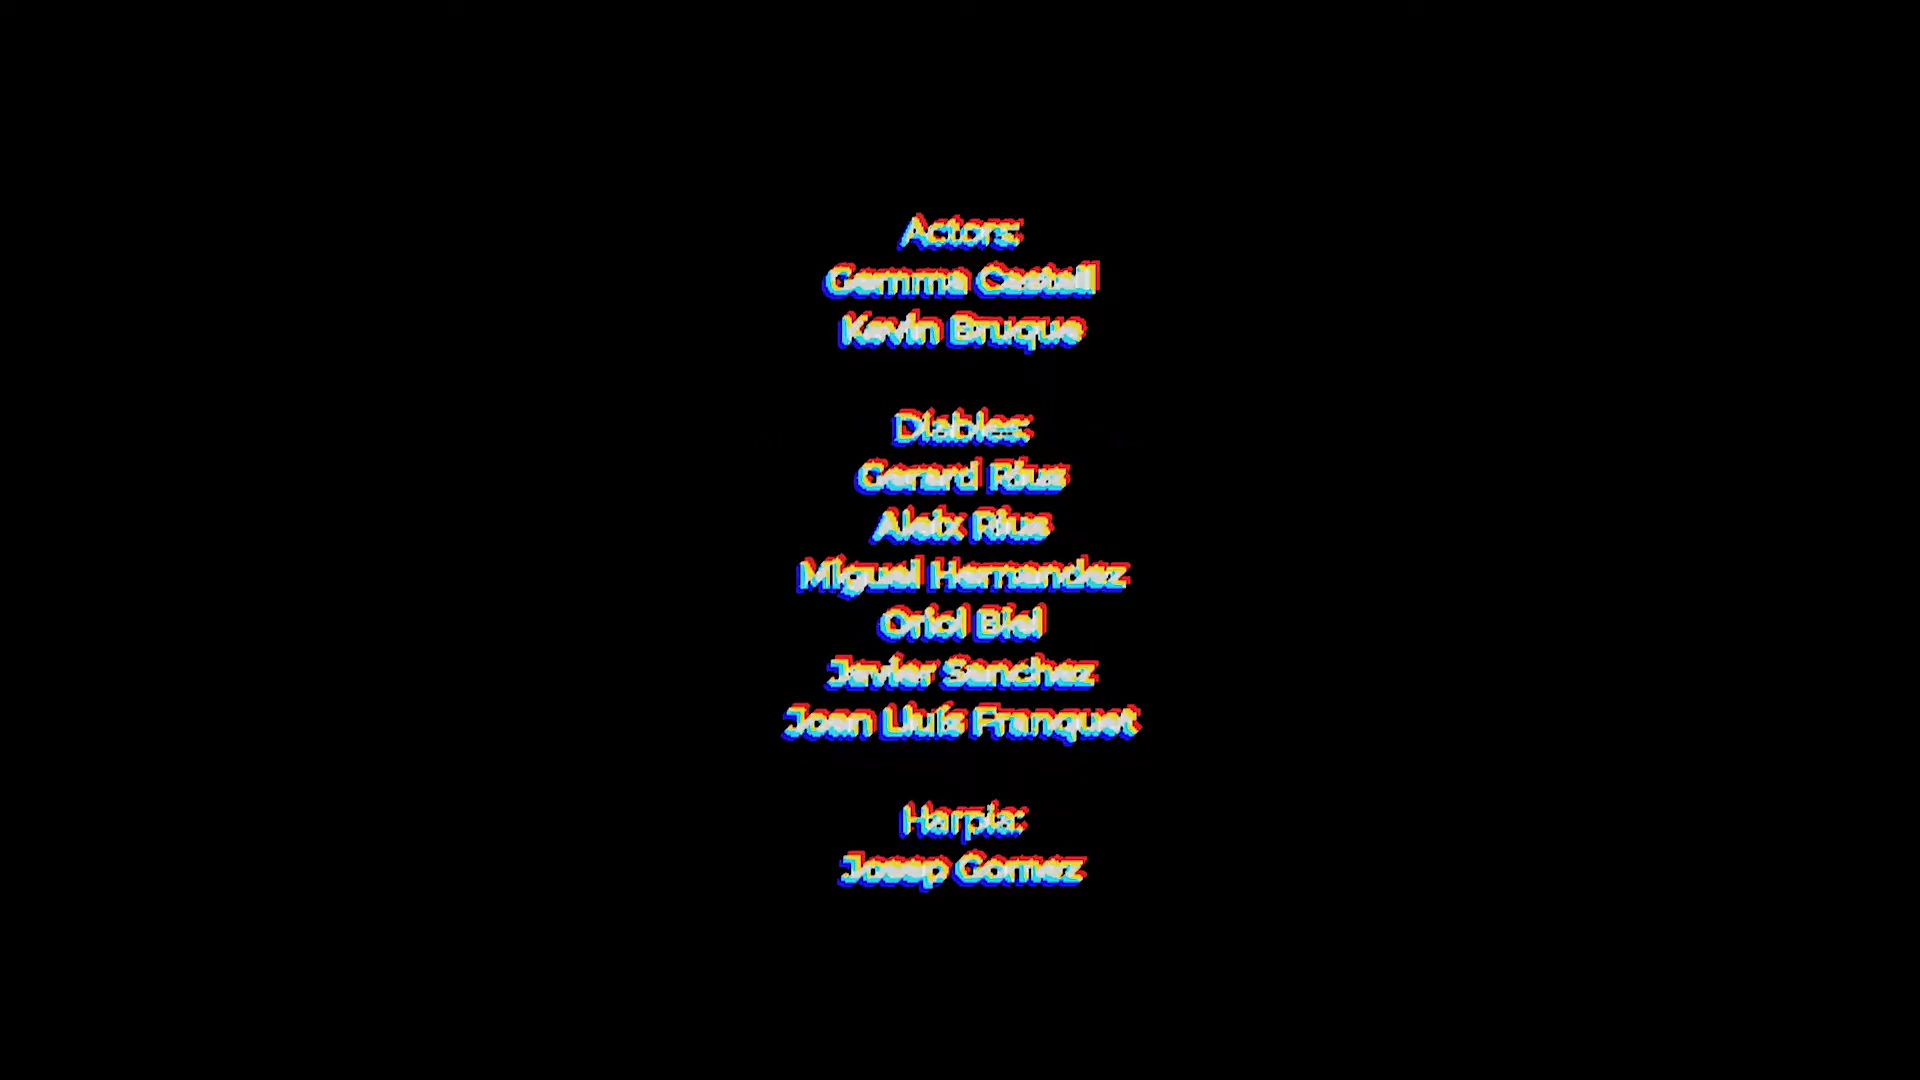 Actors:
Gemma Castell
Kevin Bruque
Diables:
Gerard Rius
Aleix Rius
Miguel Hernandez
Oriol Biel
Javier Sanchez
Joan Lluís Franquet
Harpia:
Josep Gomez